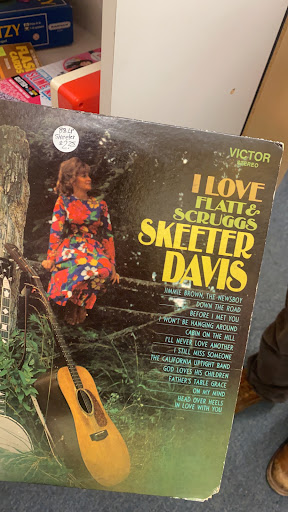 VICTOR
STEREO
I LOVE
FLATT &
SCRUGGS
SKEETER
DAVIS
JIMMIE BROWN, THE NEWSBOY
DOWN THE ROAD
BEFORE I MET YOU
I WON'T BE HANGING AROUND
CABIN ON THE HILL
I'LL NEVER LOVE ANOTHER
I STILL MISS SOMEONE
THE CALIFORNIA UPTIGHT BAND
GOD LOVES HIS CHILDREN
FATHER'S TABLE GRACE
ON MY MIND
HEAD OVER HEELS
IN LOVE WITH YOU